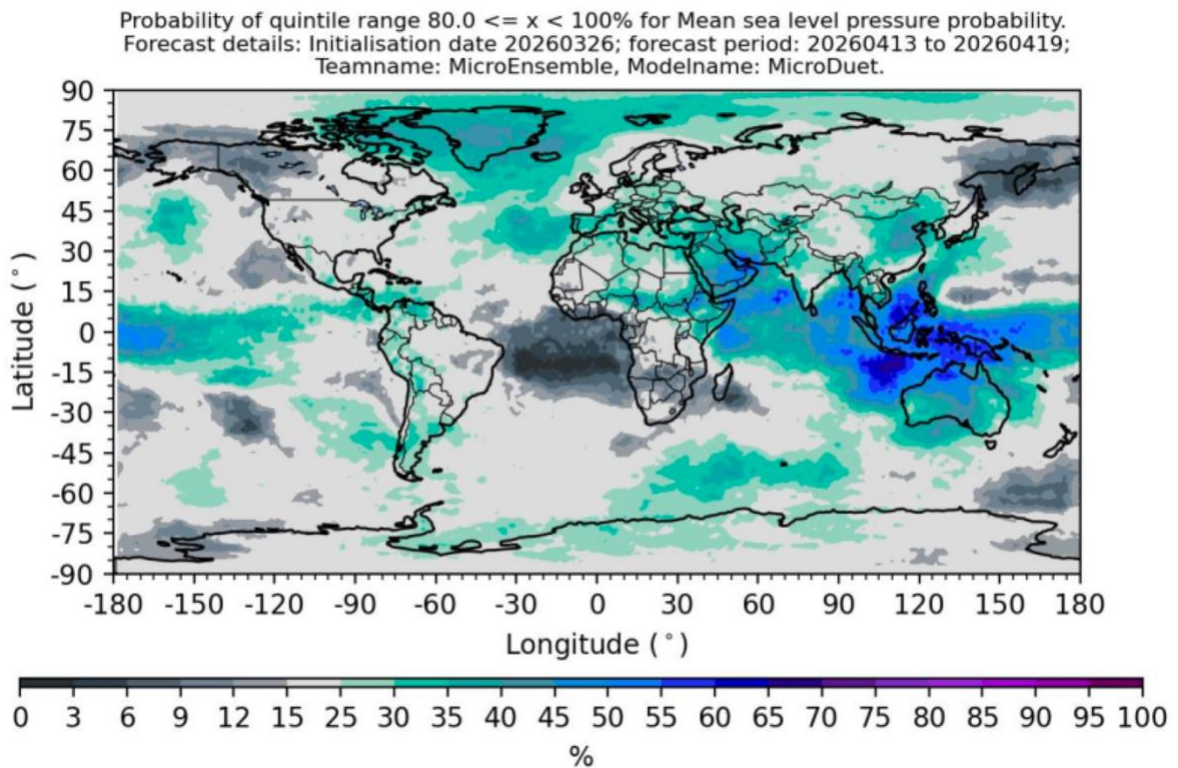 Probability of quintile range 80.0 <= x < 100% for Mean sea level pressure probability.
Forecast details: Initialisation date 20260326; forecast period: 20260413 to 20260419;
Teamname: MicroEnsemble, Modelname: MicroDuet.
90
75
60
45
30
15
0
-15
-30
-45
-60
-75
-90
Latitude (°)
-180 -150 -120 -90 -60 -30 0 30 60 90 120 150 180
Longitude (°)
0 3 6 9 12 15 25 30 35 40 45 50 55 60 65 70 75 80 85 90 95 100
%